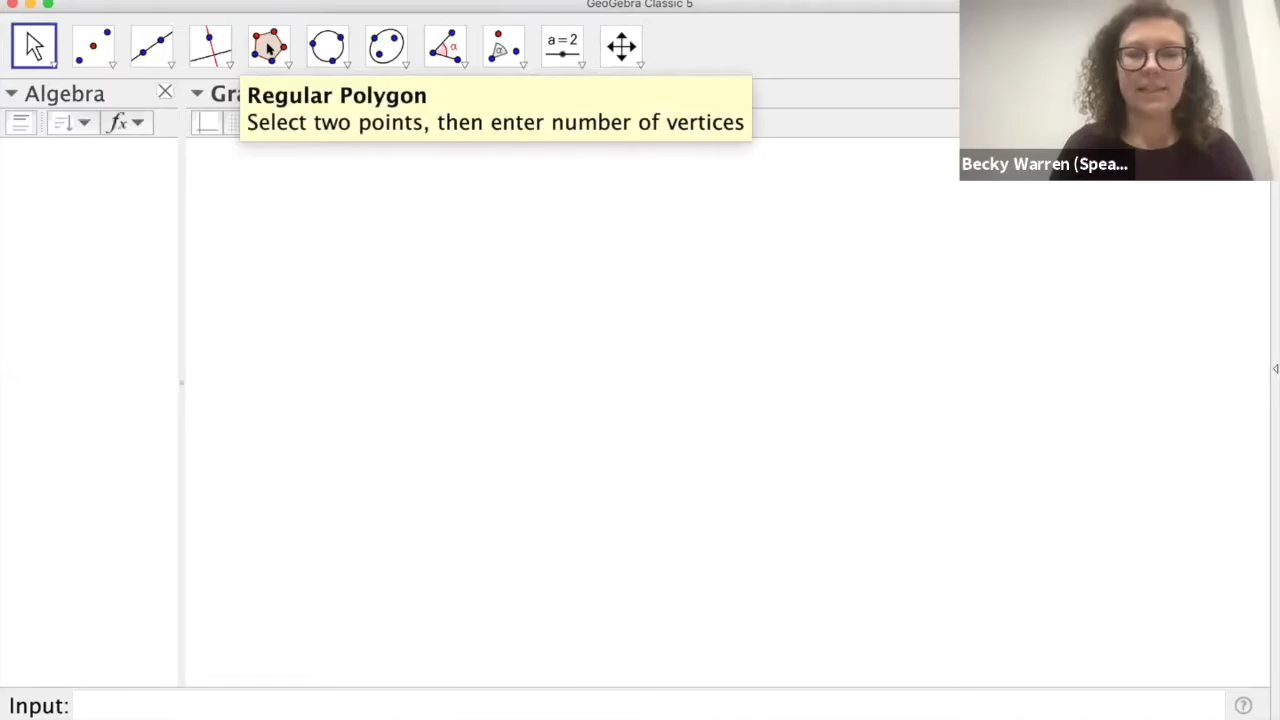 GeoGebra Classic 5
α
α
a=2
Algebra
Gra
Regular Polygon
Select two points, then enter number of vertices
fx
Becky Warren (Spea...
Input:
?